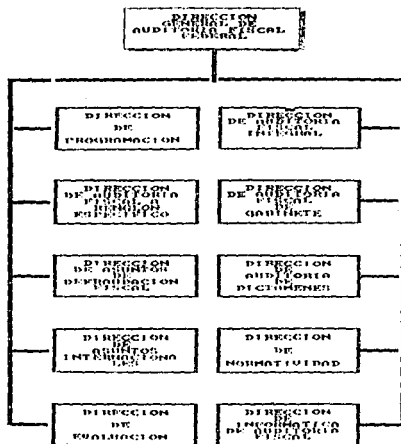 DIRECCION
GENERAL DE
AUDITORIA FISCAL
FEDERAL
DIRECCION
DE
PROGRAMACION
DIRECCION
DE AUDITORIA
FISCAL
INTEGRAL
DIRECCION
DE AUDITORIA
FISCAL A
RENGLON
ESPECIFICO
DIRECCION
DE AUDITORIA
FISCAL
DE
GABINETE
DIRECCION
DE ASUNTOS
DE
DEFRAUDACION
FISCAL
DIRECCION
DE
AUDITORIA
DE
DICTAMENES
DIRECCION
DE
ASUNTOS
INTERNACIONA
LES
DIRECCION
DE
NORMATIVIDAD
DIRECCION
DE
EVALUACION
DIRECCION
DE
INFORMATICA
DE AUDITORIA
FISCAL